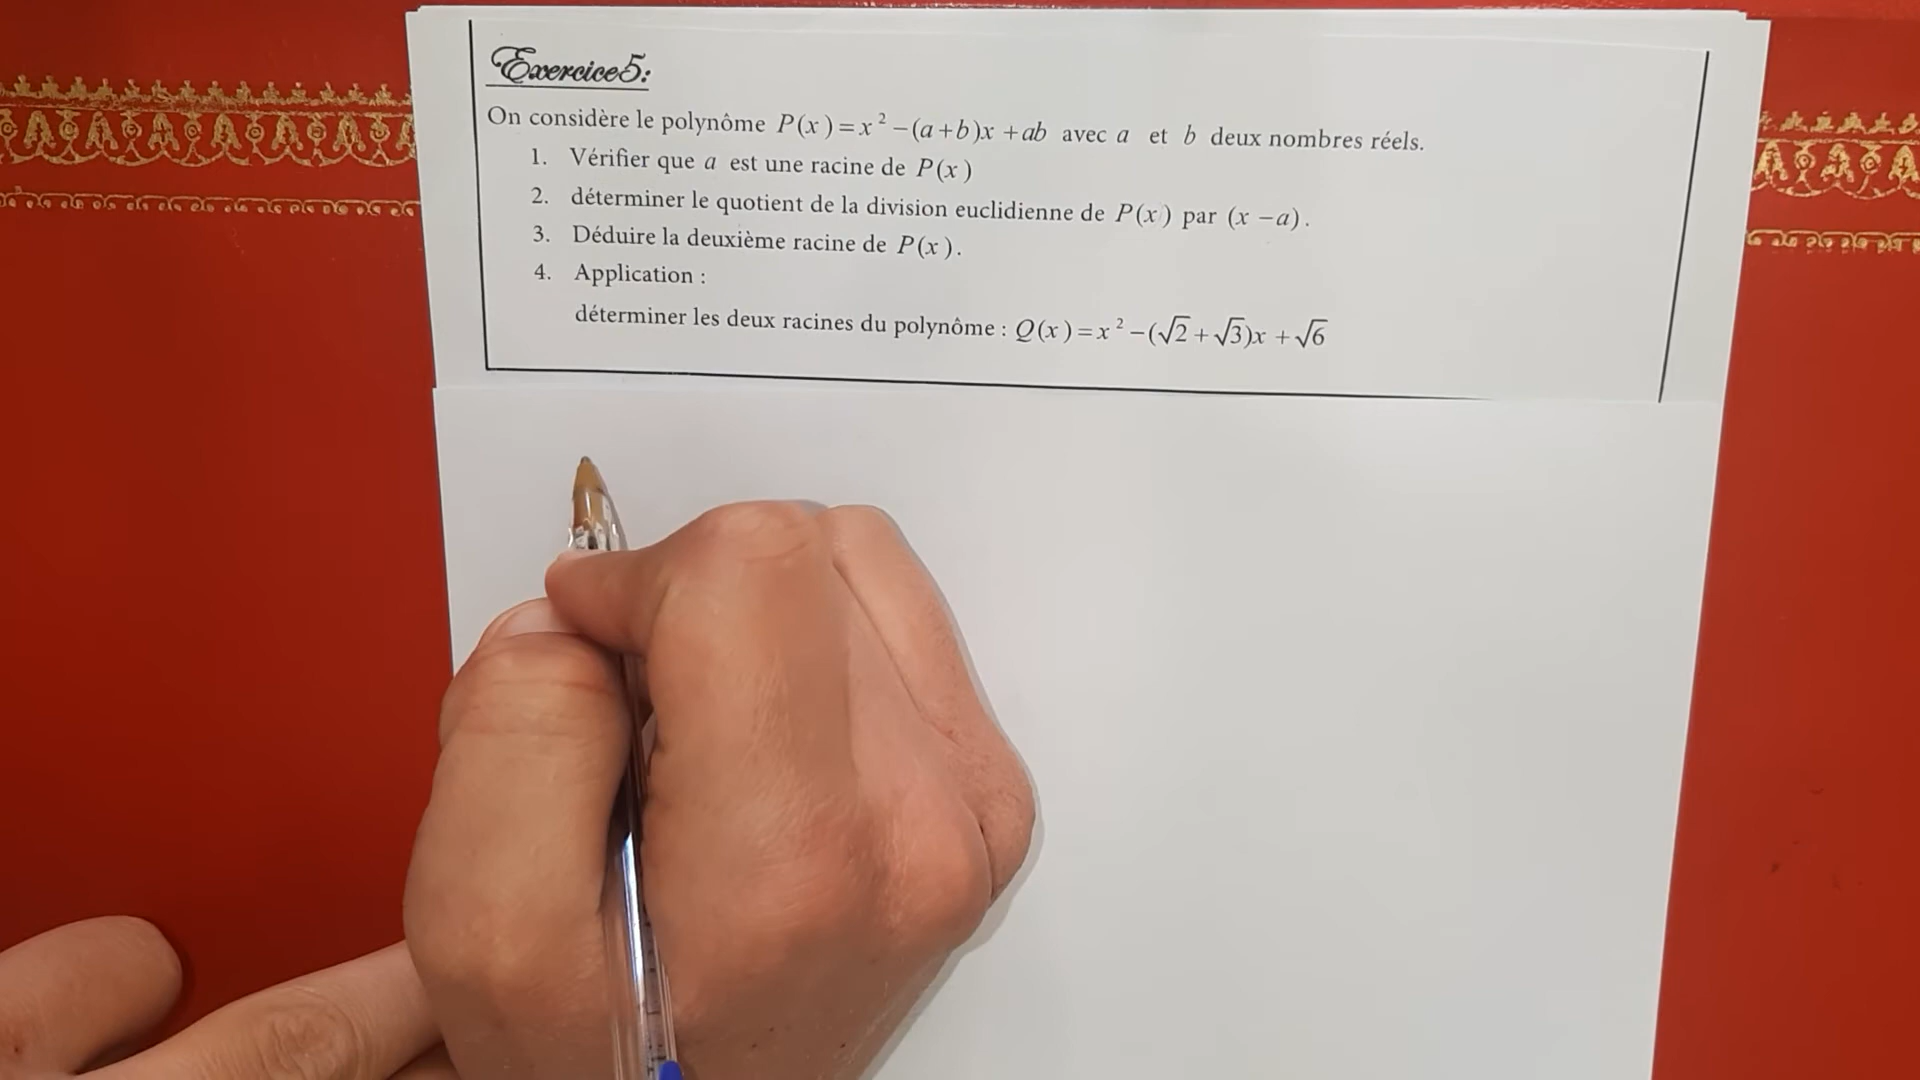 Exercice5:
On considère le polynôme P(x)=x²−(a+b)x+ab avec a et b deux nombres réels.
1. Vérifier que a est une racine de P(x)
2. déterminer le quotient de la division euclidienne de P(x) par (x−a).
3. Déduire la deuxième racine de P(x).
4. Application :
déterminer les deux racines du polynôme : Q(x)=x²−(√2+√3)x+√6